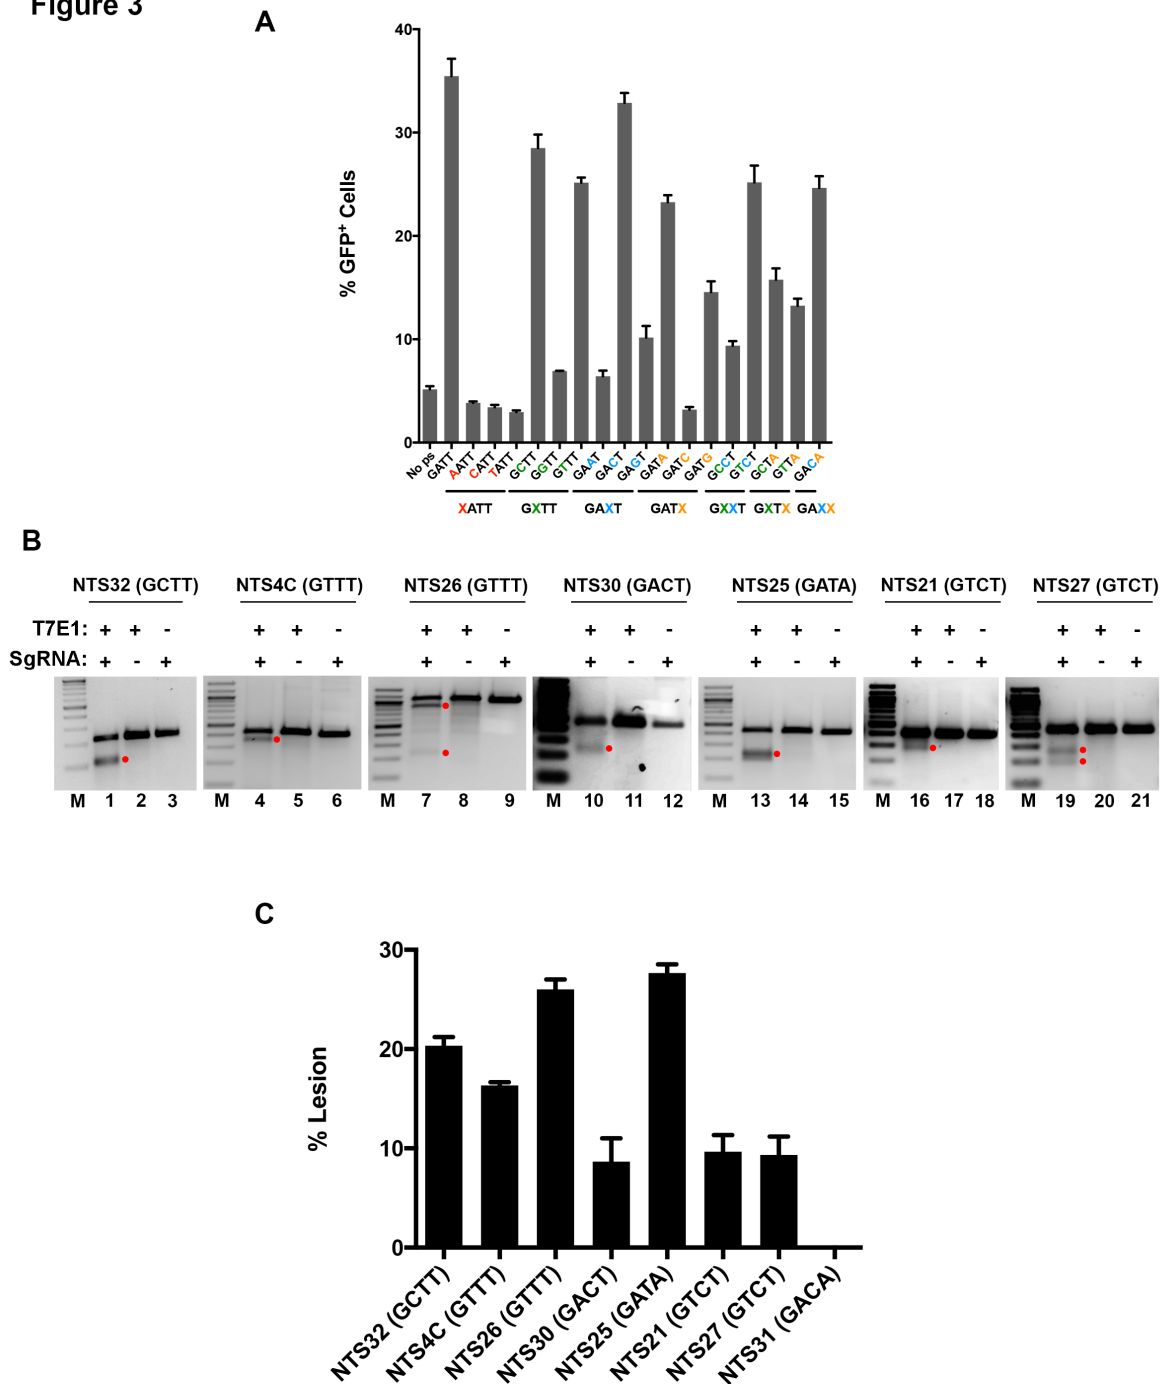 Figure 3
A
% GFP+ Cells
40
30
20
10
0
No ps
GATT
AATT
CATT
TATT
GCTT
GGTT
GTTT
GAAT
GACT
GAGT
GATA
GATC
GATG
GCCT
GTCT
GCTA
GTTA
GACA
XATT GXTT GAXT GATX GXXT GXTX GAXX
B
NTS32 (GCTT) NTS4C (GTTT) NTS26 (GTTT) NTS30 (GACT) NTS25 (GATA) NTS21 (GTCT) NTS27 (GTCT)
T7E1: + + - + + - + + - + + - + + - + + - + + -
SgRNA: + - + + - + + - + + - + + - + + - + + - +
M 1 2 3 M 4 5 6 M 7 8 9 M 10 11 12 M 13 14 15 M 16 17 18 M 19 20 21
C
% Lesion
30
20
10
0
NTS32 (GCTT)
NTS4C (GTTT)
NTS26 (GTTT)
NTS30 (GACT)
NTS25 (GATA)
NTS21 (GTCT)
NTS27 (GTCT)
NTS31 (GACA)